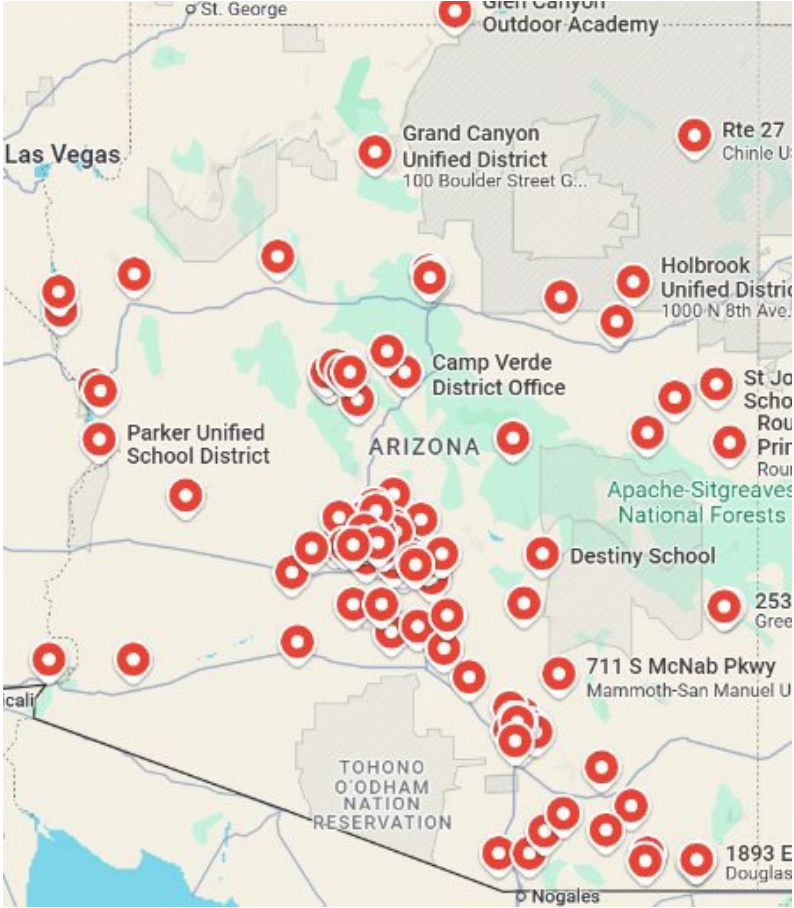 St. George
Glen Canyon
Outdoor Academy
Las Vegas
Grand Canyon
Unified District
100 Boulder Street G...
Rte 27
Chinle U
Holbrook
Unified Distric
1000 N 8th Ave.
Camp Verde
District Office
St Jo
Scho
Rou
Prin
Roun
Parker Unified
School District
ARIZONA
Apache-Sitgreaves
National Forests
Destiny School
253
Gree
711 S McNab Pkwy
Mammoth-San Manuel U
icali
TOHONO
O'ODHAM
NATION
RESERVATION
1893 E
Douglas
Nogales